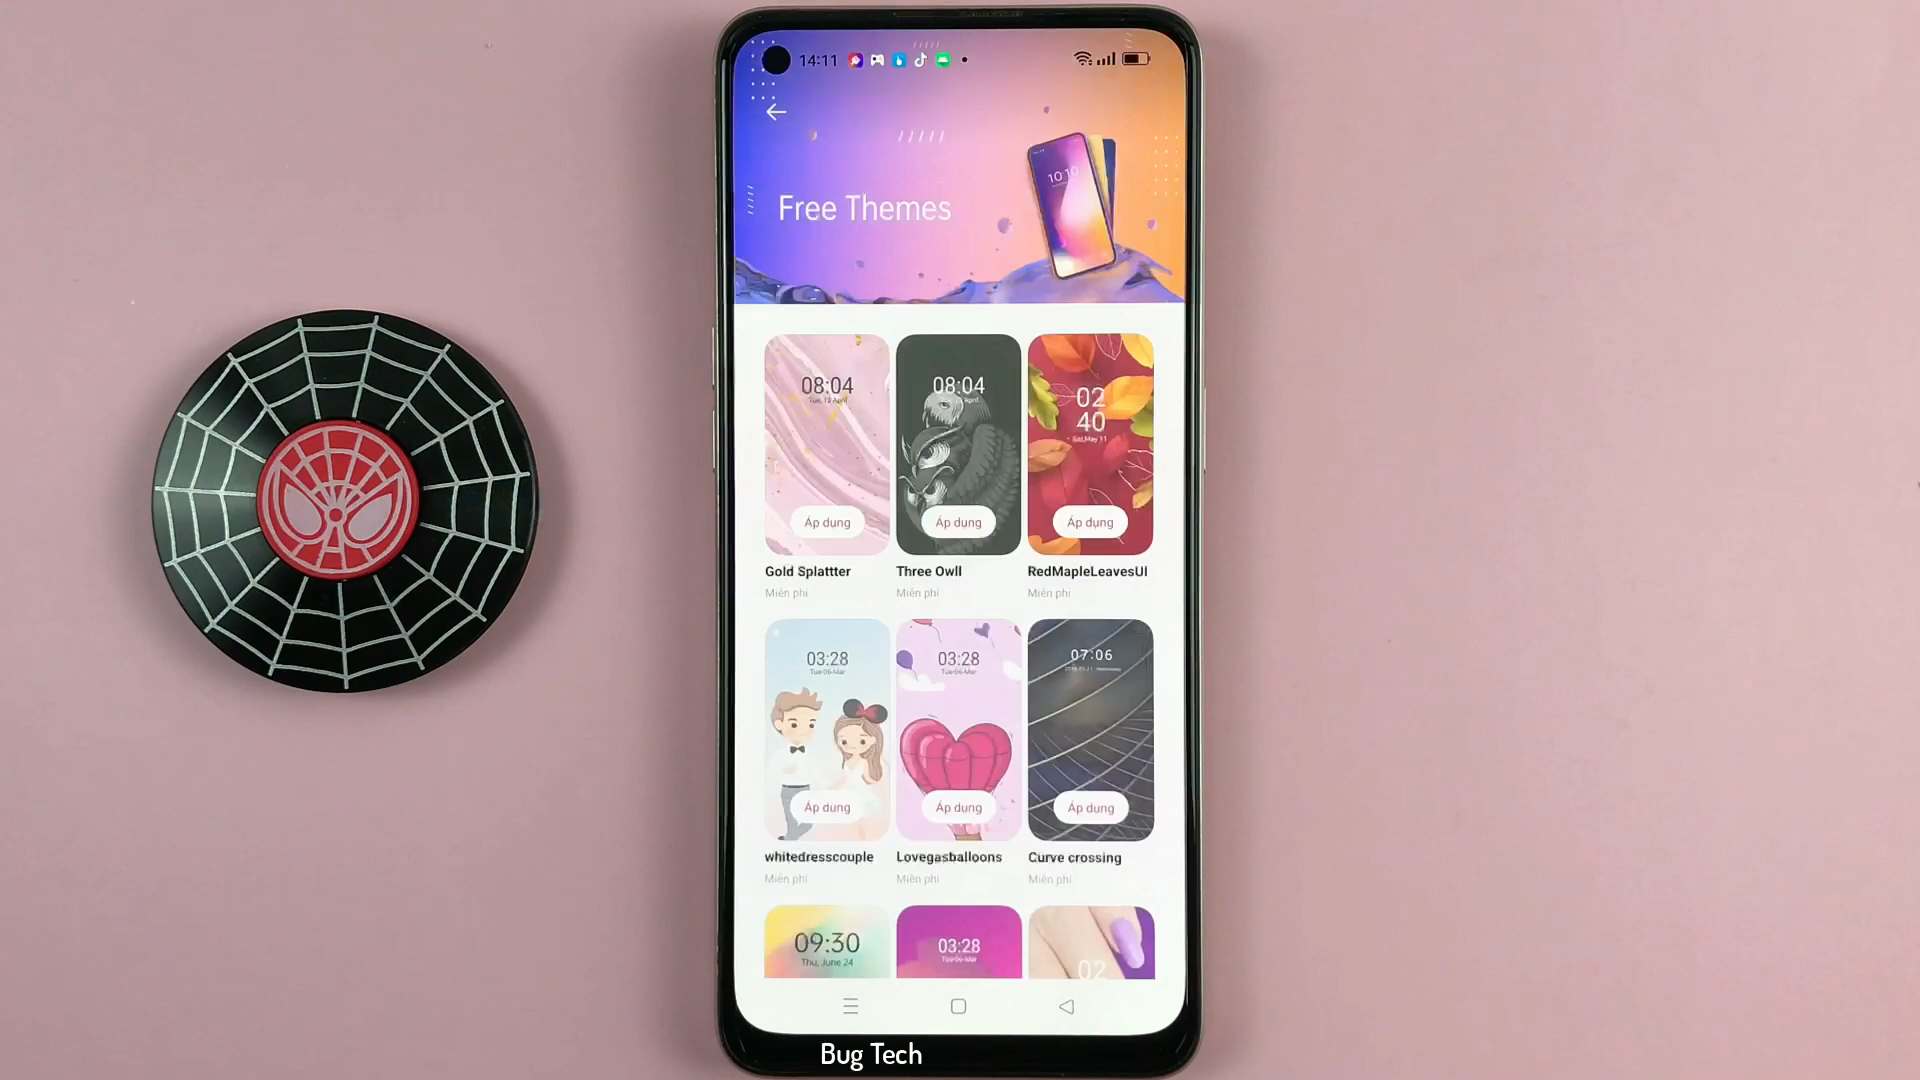 14:11
10:10
Free Themes
08:04
Tue, 13 April
08:04
April
02
40
Sat,May 11
Áp dụng
Áp dụng
Áp dụng
Gold Splattter
Three Owll
RedMapleLeavesUI
Miễn phí
Miễn phí
Miễn phí
03:28
Tue-06-Mar
03:28
Tue-06-Mar
07:06
Áp dụng
Áp dụng
Áp dụng
whitedresscouple
Lovegasballoons
Curve crossing
Miễn phí
Miễn phí
Miễn phí
09:30
Thu, June 24
03:28
Tue-06-Mar
02
Bug Tech